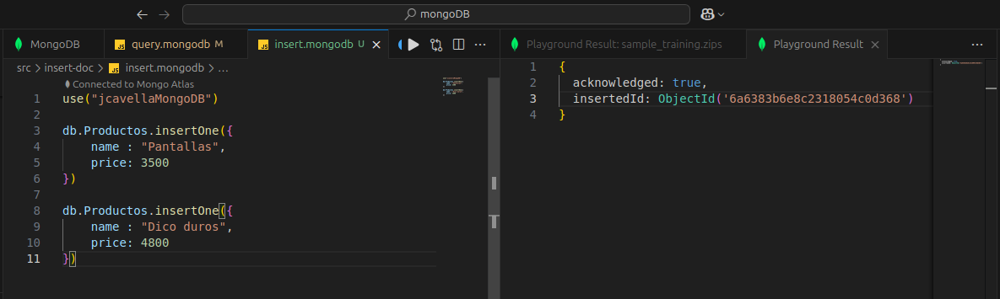 mongoDB
MongoDB
query.mongodb M
insert.mongodb U
Playground Result: sample_training.zips
Playground Result
src > insert-doc > insert.mongodb > ...
Connected to Mongo Atlas
1 use("jcavellaMongoDB")
2
3 db.Productos.insertOne({
4 name : "Pantallas",
5 price: 3500
6 })
7
8 db.Productos.insertOne({
9 name : "Dico duros",
10 price: 4800
11 })
1 {
2 acknowledged: true,
3 insertedId: ObjectId('6a6383b6e8c2318054c0d368')
4 }